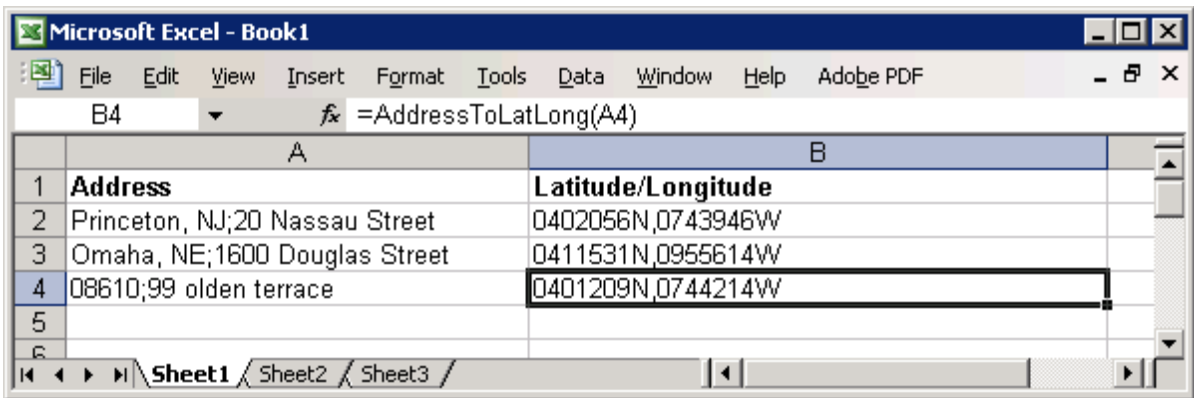 Microsoft Excel - Book1
File Edit View Insert Format Tools Data Window Help Adobe PDF
B4 fx =AddressToLatLong(A4)
A B
1 Address Latitude/Longitude
2 Princeton, NJ;20 Nassau Street 0402056N,0743946W
3 Omaha, NE;1600 Douglas Street 0411531N,0955614W
4 08610;99 olden terrace 0401209N,0744214W
5
6
Sheet1 Sheet2 Sheet3